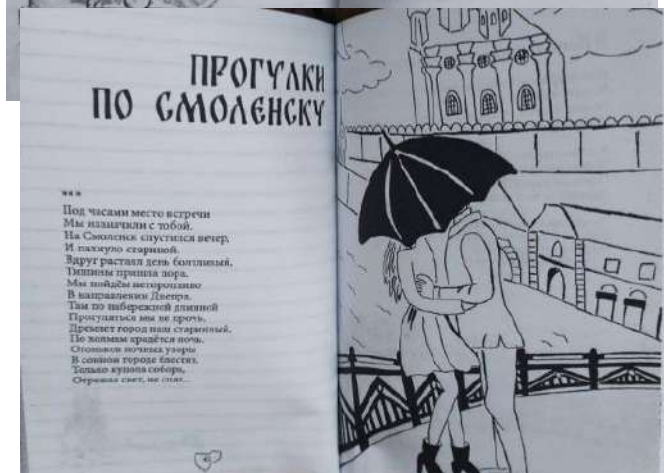 ПРОГУЛКИ
ПО СМОЛЕНСКУ
***
Под часами место встречи
Мы назначили с тобой.
На Смоленск спустился вечер,
И пахнуло стариной.
Вдруг растаял день болтливый,
Тишины пришла пора.
Мы пойдём неторопливо
В направлении Днепра.
Там по набережной длинной
Прогуляться мы не прочь.
Дремлет город наш старинный,
По холмам крадётся ночь.
Огоньков ночных узоры
В сонном городе блестят.
Только купола собора,
Отражая свет, не спят...